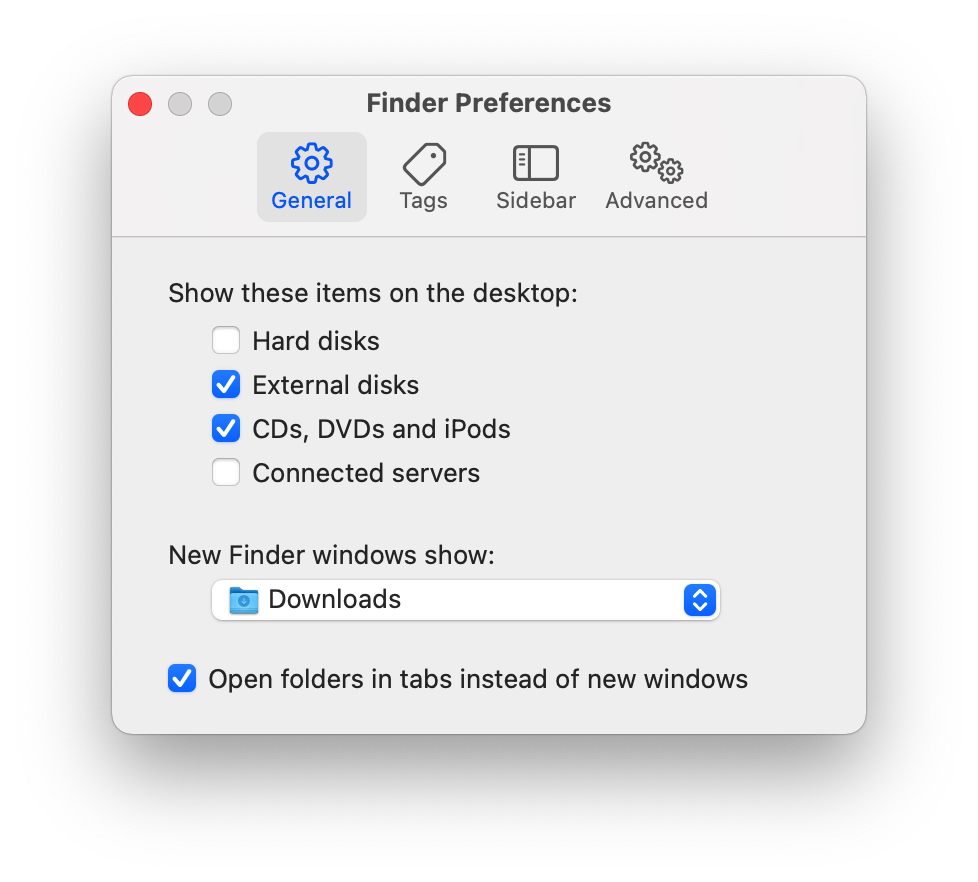 Finder Preferences
General
Tags
Sidebar
Advanced
Show these items on the desktop:
Hard disks
External disks
CDs, DVDs and iPods
Connected servers
New Finder windows show:
Downloads
Open folders in tabs instead of new windows